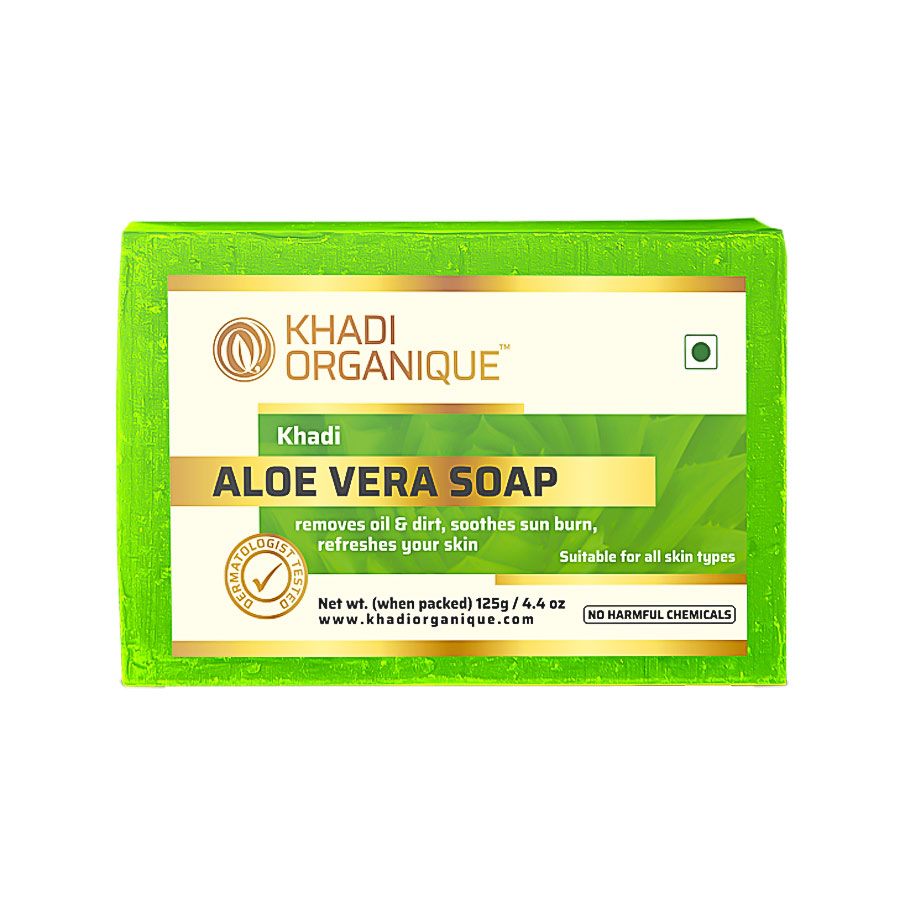 KHADI
ORGANIQUE™
Khadi
ALOE VERA SOAP
removes oil & dirt, soothes sun burn,
refreshes your skin
Suitable for all skin types
DERMATOLOGIST TESTED
Net wt. (when packed) 125g / 4.4 oz
www.khadiorganique.com
NO HARMFUL CHEMICALS